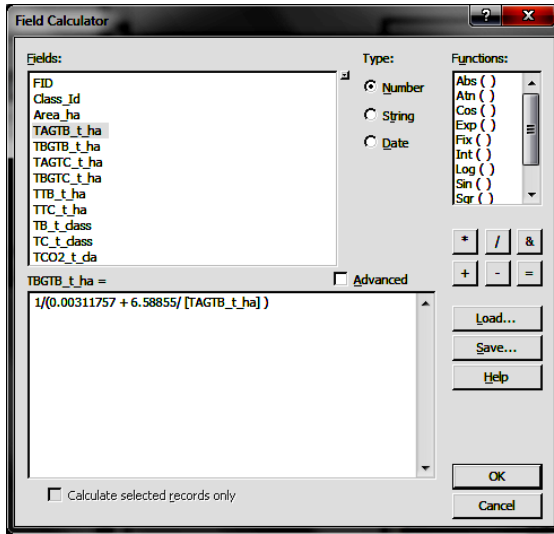 Field Calculator
?
X
Fields:
Type:
Functions:
FID
Class_Id
Area_ha
TAGTB_t_ha
TBGTB_t_ha
TAGTC_t_ha
TBGTC_t_ha
TTB_t_ha
TTC_t_ha
TB_t_class
TC_t_class
TCO2_t_da
Number
String
Date
Abs ( )
Atn ( )
Cos ( )
Exp ( )
Fix ( )
Int ( )
Log ( )
Sin ( )
Sqr ( )
* / &
+ - =
TBGTB_t_ha =
Advanced
1/(0.00311757 + 6.58855/ [TAGTB_t_ha] )
Load...
Save...
Help
Calculate selected records only
OK
Cancel